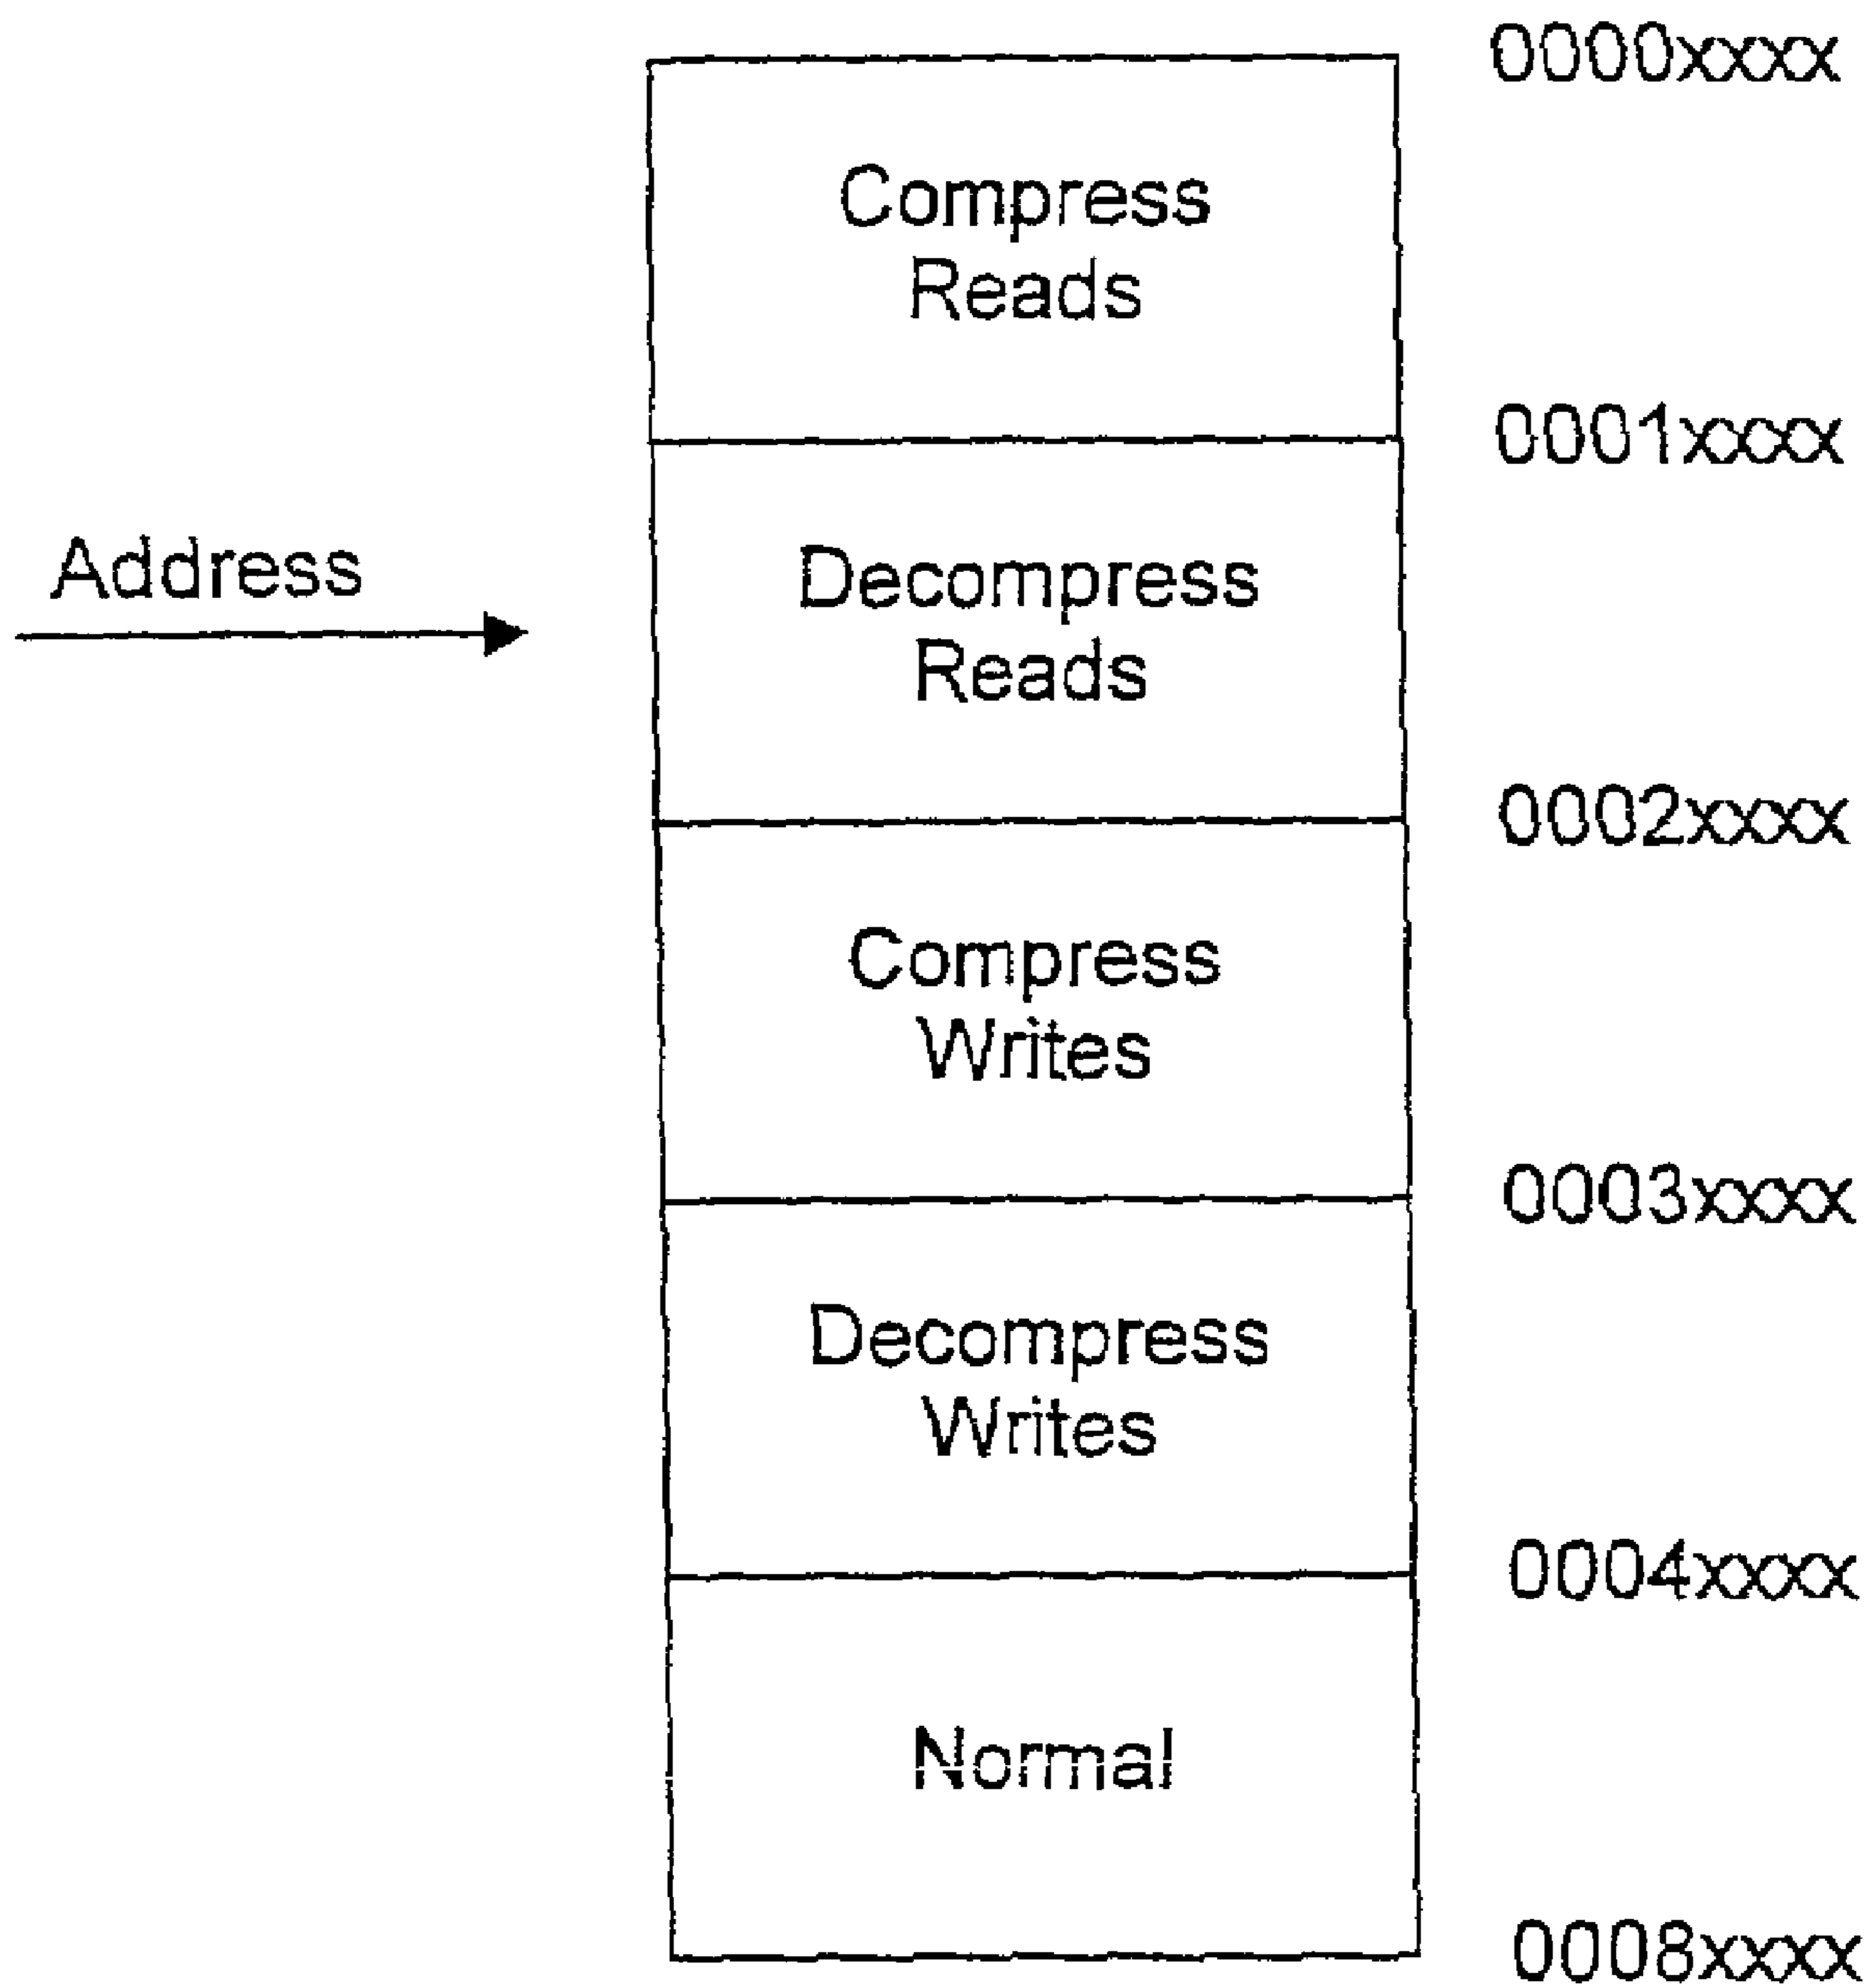 0000xxxx
Compress
Reads
0001xxxx
Address
Decompress
Reads
0002xxxx
Compress
Writes
0003xxxx
Decompress
Writes
0004xxxx
Normal
0008xxxx